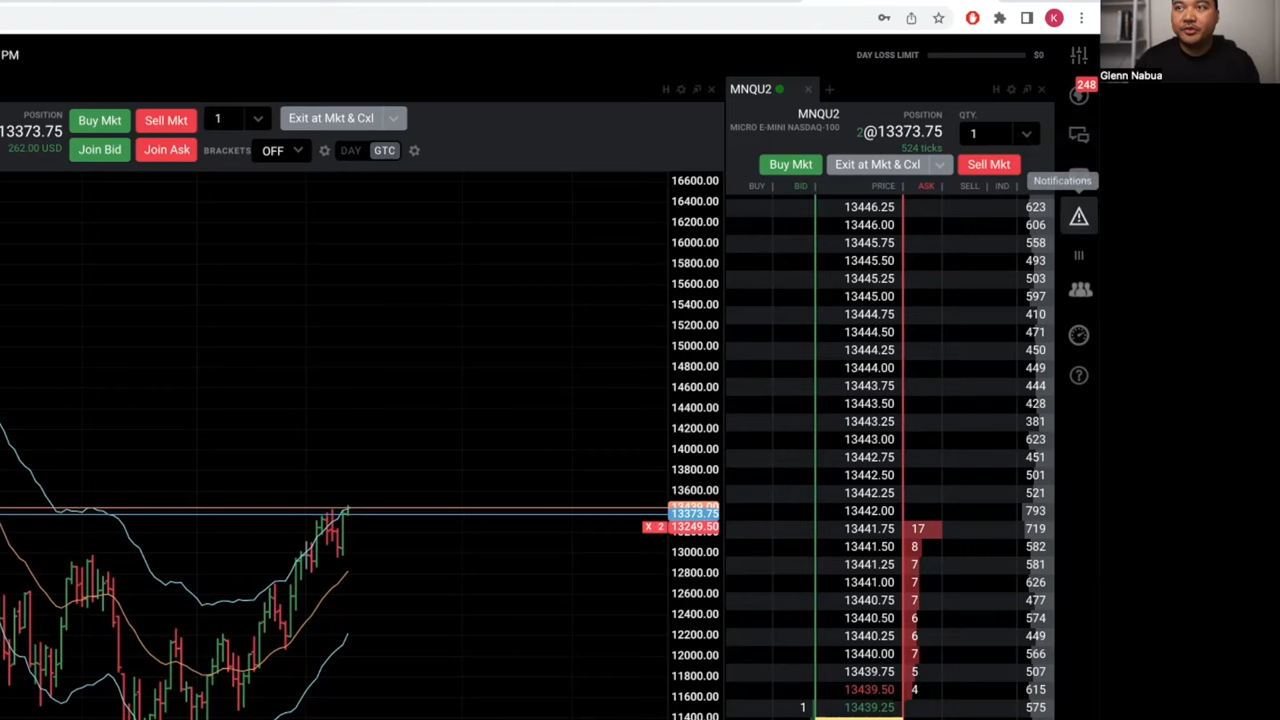 PM
DAY LOSS LIMIT $0
Glenn Nabua
248
MNQU2
POSITION
13373.75
262.00 USD
Buy Mkt
Sell Mkt
1
Exit at Mkt & Cxl
Join Bid
Join Ask
BRACKETS
OFF
DAY
GTC
MNQU2
MICRO E-MINI NASDAQ-100
POSITION
2@13373.75
524 ticks
QTY.
1
Buy Mkt
Exit at Mkt & Cxl
Sell Mkt
Notifications
BUY BID PRICE ASK SELL IND
13446.25 623
13446.00 606
13445.75 558
13445.50 493
13445.25 503
13445.00 597
13444.75 410
13444.50 471
13444.25 450
13444.00 449
13443.75 444
13443.50 428
13443.25 381
13443.00 623
13442.75 451
13442.50 501
13442.25 521
13442.00 793
13441.75 17 719
13441.50 8 582
13441.25 7 581
13441.00 7 626
13440.75 7 477
13440.50 6 574
13440.25 6 449
13440.00 7 566
13439.75 5 507
13439.50 4 615
1 13439.25 575
16600.00
16400.00
16200.00
16000.00
15800.00
15600.00
15400.00
15200.00
15000.00
14800.00
14600.00
14400.00
14200.00
14000.00
13800.00
13600.00
13439.00
13373.75
X 2 13249.50
13000.00
12800.00
12600.00
12400.00
12200.00
12000.00
11800.00
11600.00
11400.00
K